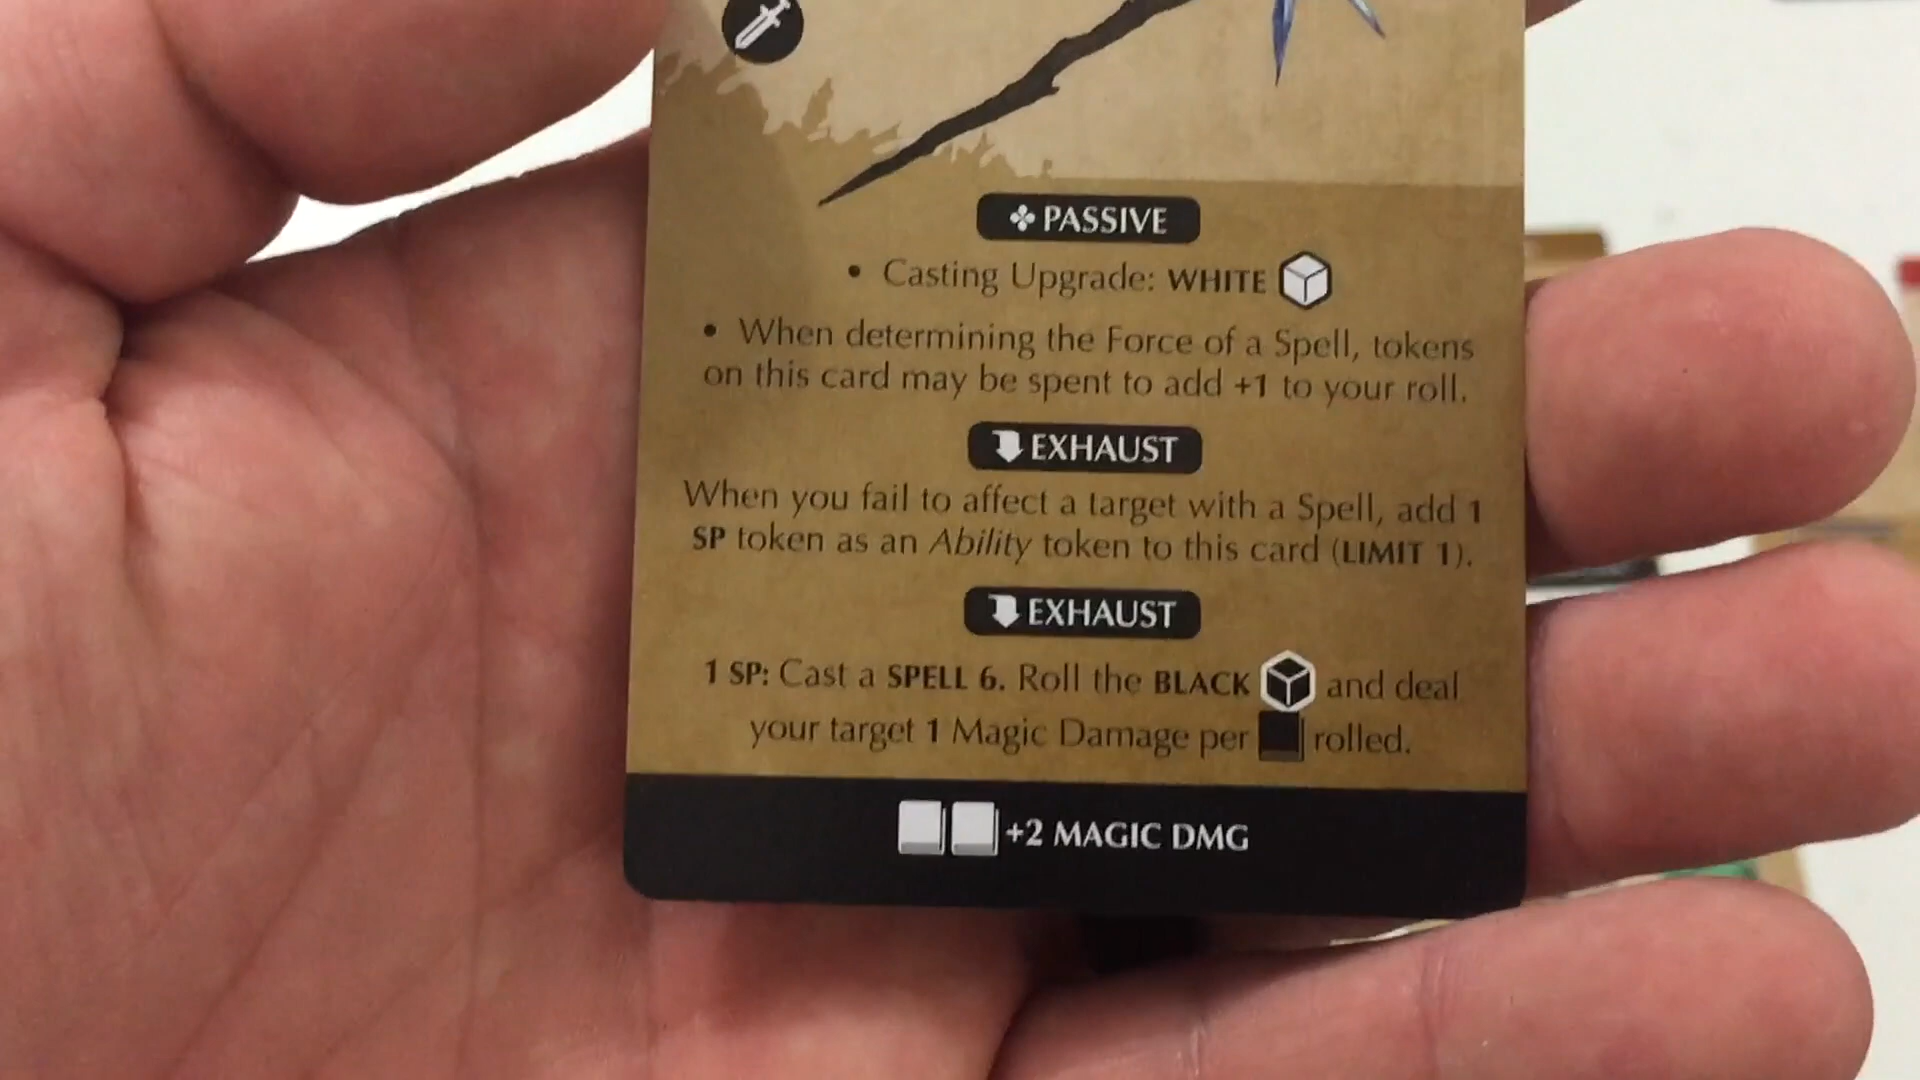 PASSIVE
• Casting Upgrade: WHITE
• When determining the Force of a Spell, tokens
on this card may be spent to add +1 to your roll.
EXHAUST
When you fail to affect a target with a Spell, add 1
SP token as an Ability token to this card (LIMIT 1).
EXHAUST
1 SP: Cast a SPELL 6. Roll the BLACK and deal
your target 1 Magic Damage per rolled.
+2 MAGIC DMG